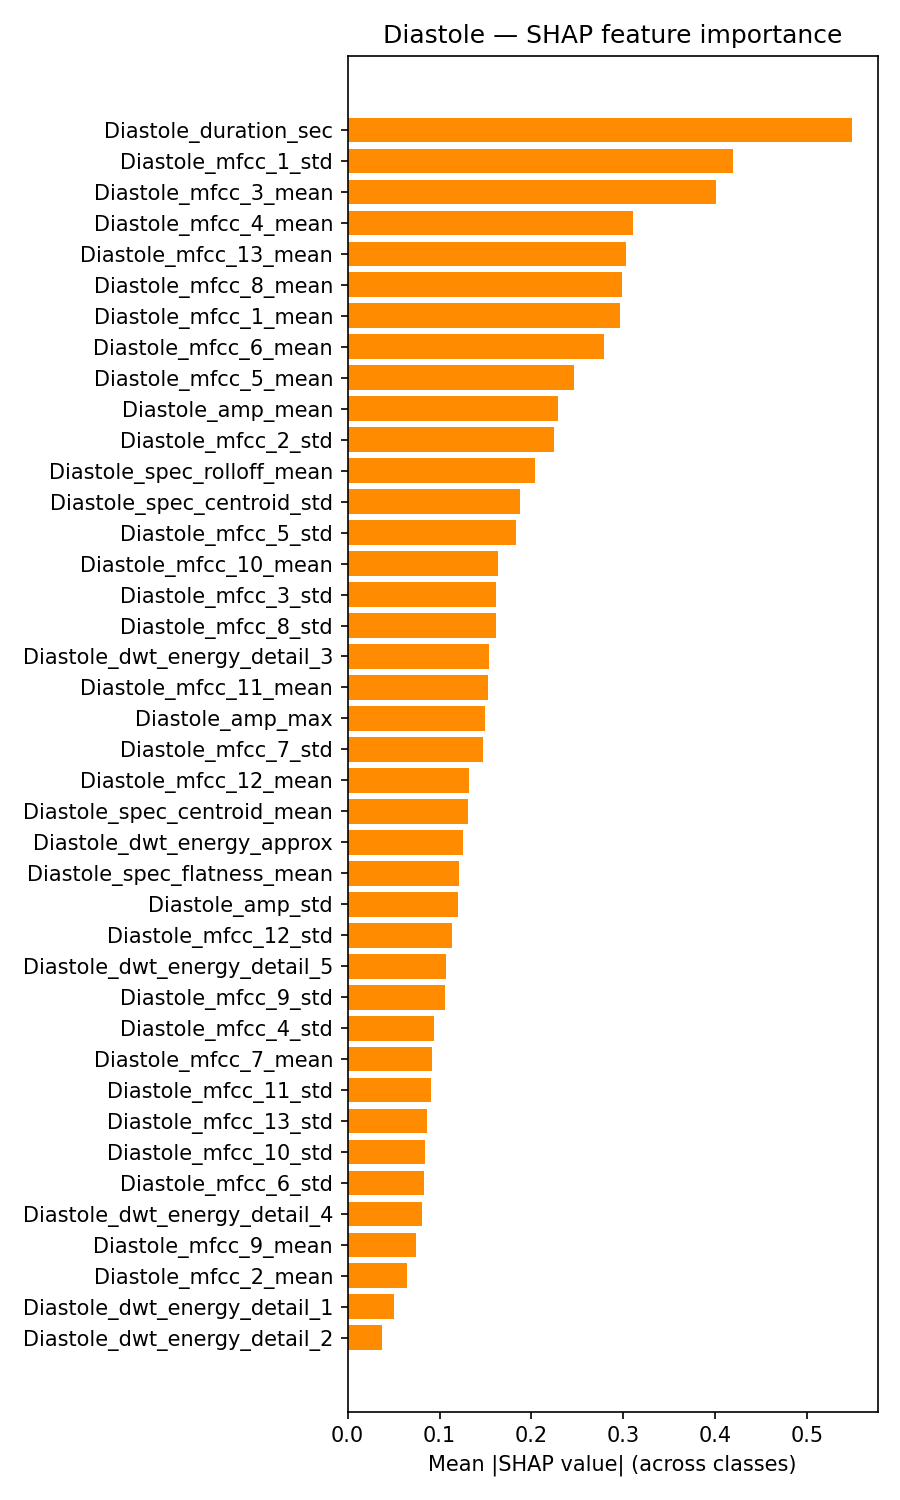 Diastole — SHAP feature importance
Diastole_duration_sec
Diastole_mfcc_1_std
Diastole_mfcc_3_mean
Diastole_mfcc_4_mean
Diastole_mfcc_13_mean
Diastole_mfcc_8_mean
Diastole_mfcc_1_mean
Diastole_mfcc_6_mean
Diastole_mfcc_5_mean
Diastole_amp_mean
Diastole_mfcc_2_std
Diastole_spec_rolloff_mean
Diastole_spec_centroid_std
Diastole_mfcc_5_std
Diastole_mfcc_10_mean
Diastole_mfcc_3_std
Diastole_mfcc_8_std
Diastole_dwt_energy_detail_3
Diastole_mfcc_11_mean
Diastole_amp_max
Diastole_mfcc_7_std
Diastole_mfcc_12_mean
Diastole_spec_centroid_mean
Diastole_dwt_energy_approx
Diastole_spec_flatness_mean
Diastole_amp_std
Diastole_mfcc_12_std
Diastole_dwt_energy_detail_5
Diastole_mfcc_9_std
Diastole_mfcc_4_std
Diastole_mfcc_7_mean
Diastole_mfcc_11_std
Diastole_mfcc_13_std
Diastole_mfcc_10_std
Diastole_mfcc_6_std
Diastole_dwt_energy_detail_4
Diastole_mfcc_9_mean
Diastole_mfcc_2_mean
Diastole_dwt_energy_detail_1
Diastole_dwt_energy_detail_2
0.0 0.1 0.2 0.3 0.4 0.5
Mean |SHAP value| (across classes)